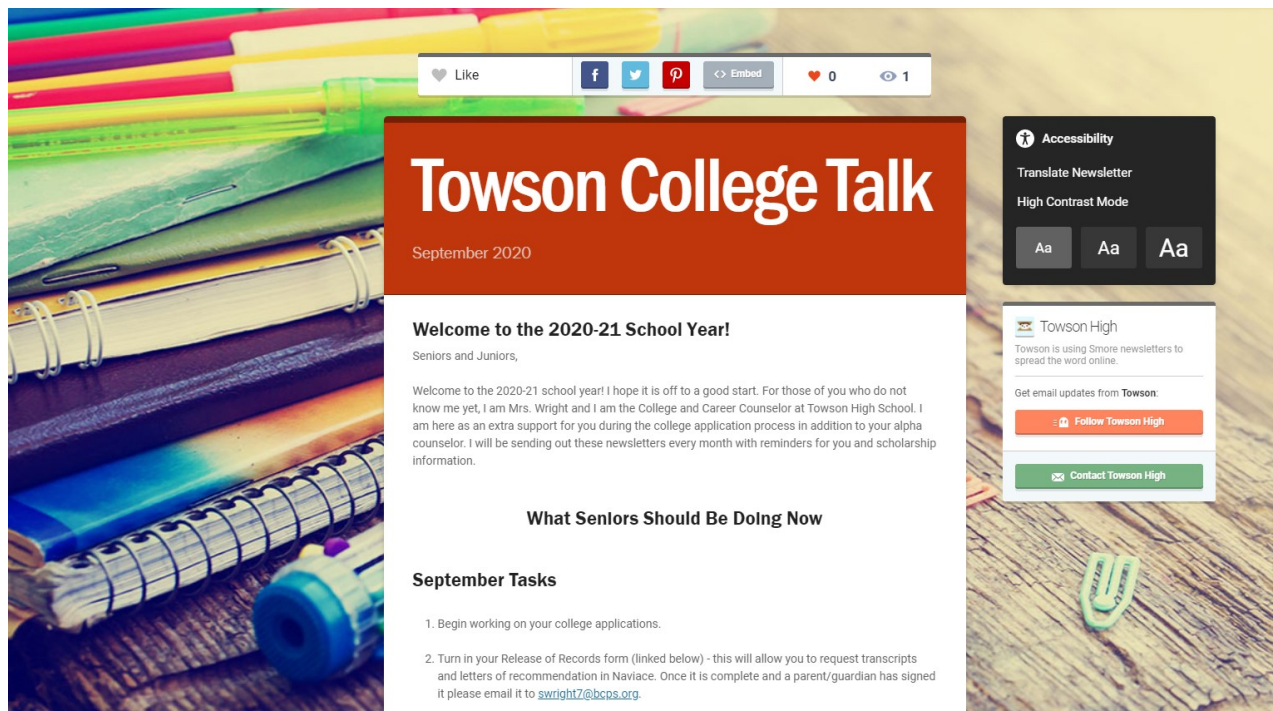 Like
Embed
0
1
Towson College Talk
September 2020
Accessibility
Translate Newsletter
High Contrast Mode
Aa Aa Aa
Towson High
Towson is using Smore newsletters to
spread the word online.
Get email updates from Towson:
Follow Towson High
Contact Towson High
Welcome to the 2020-21 School Year!
Seniors and Juniors,
Welcome to the 2020-21 school year! I hope it is off to a good start. For those of you who do not
know me yet, I am Mrs. Wright and I am the College and Career Counselor at Towson High School. I
am here as an extra support for you during the college application process in addition to your alpha
counselor. I will be sending out these newsletters every month with reminders for you and scholarship
information.
What Seniors Should Be Doing Now
September Tasks
1. Begin working on your college applications.
2. Turn in your Release of Records form (linked below) - this will allow you to request transcripts
and letters of recommendation in Naviace. Once it is complete and a parent/guardian has signed
it please email it to swright7@bcps.org.